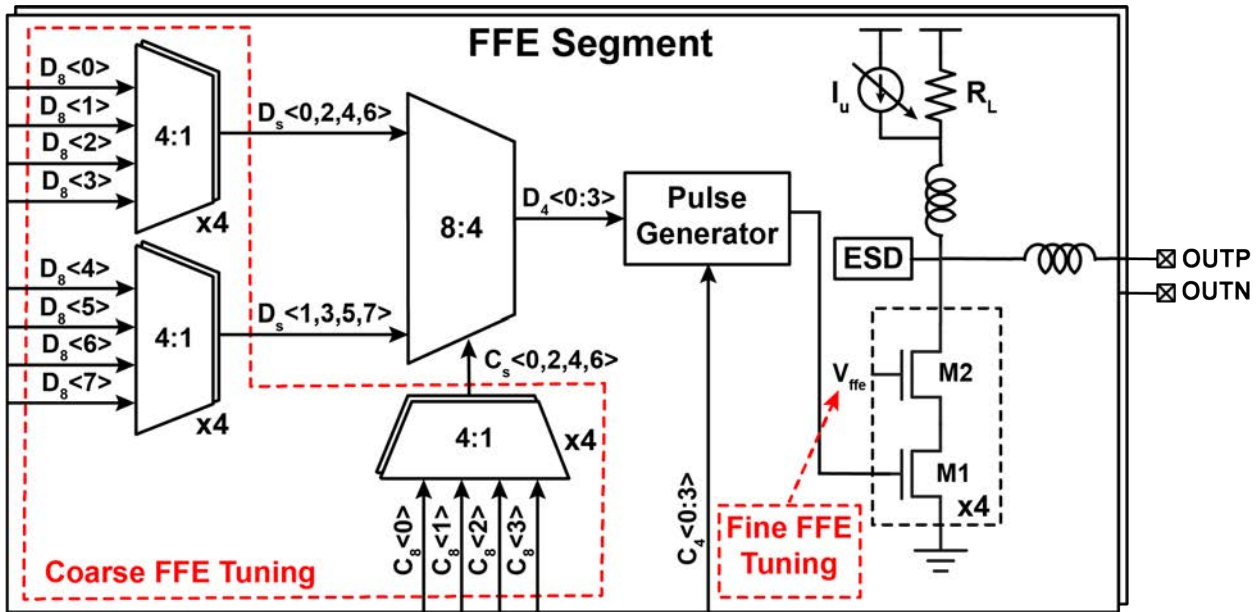 FFE Segment
D8<0>
D8<1>
D8<2>
D8<3>
4:1
x4
Ds<0,2,4,6>
D8<4>
D8<5>
D8<6>
D8<7>
4:1
x4
Ds<1,3,5,7>
8:4
Cs<0,2,4,6>
4:1
x4
C8<0>
C8<1>
C8<2>
C8<3>
Coarse FFE Tuning
D4<0:3>
Pulse
Generator
C4<0:3>
Iu
RL
ESD
OUTP
OUTN
Vffe
M2
M1
x4
Fine FFE
Tuning